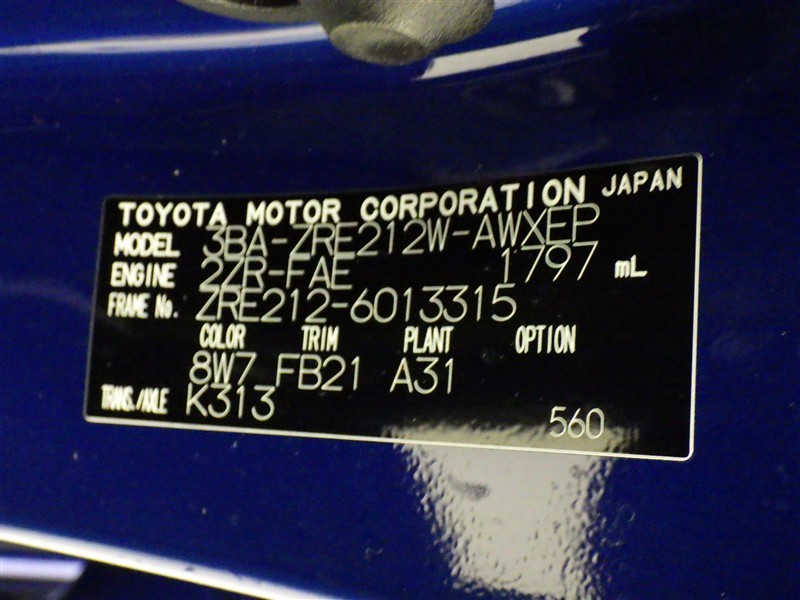 TOYOTA MOTOR CORPORATION JAPAN
MODEL 3BA-ZRE212W-AWXEP
ENGINE 2ZR-FAE 1797 mL
FRAME No. ZRE212-6013315
COLOR TRIM PLANT OPTION
8W7 FB21 A31
TRANS./AXLE K313
560